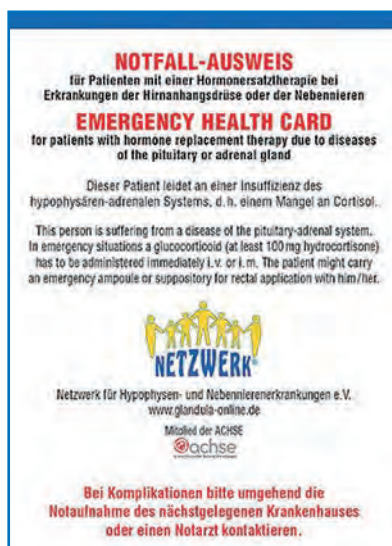 NOTFALL-AUSWEIS
für Patienten mit einer Hormonersatztherapie bei
Erkrankungen der Hirnanhangsdrüse oder der Nebennieren
EMERGENCY HEALTH CARD
for patients with hormone replacement therapy due to diseases
of the pituitary or adrenal gland
Dieser Patient leidet an einer Insuffizienz des
hypophysären-adrenalen Systems, d. h. einem Mangel an Cortisol.
This person is suffering from a disease of the pituitary-adrenal system.
In emergency situations a glucocorticoid (at least 100 mg hydrocortisone)
has to be administered immediately i. v. or i. m. The patient might carry
an emergency ampoule or suppository for rectal application with him/her.
NETZWERK®
Netzwerk für Hypophysen- und Nebennierenerkrankungen e. V.
www.glandula-online.de
Mitglied der ACHSE
achse
Bei Komplikationen bitte umgehend die
Notaufnahme des nächstgelegenen Krankenhauses
oder einen Notarzt kontaktieren.